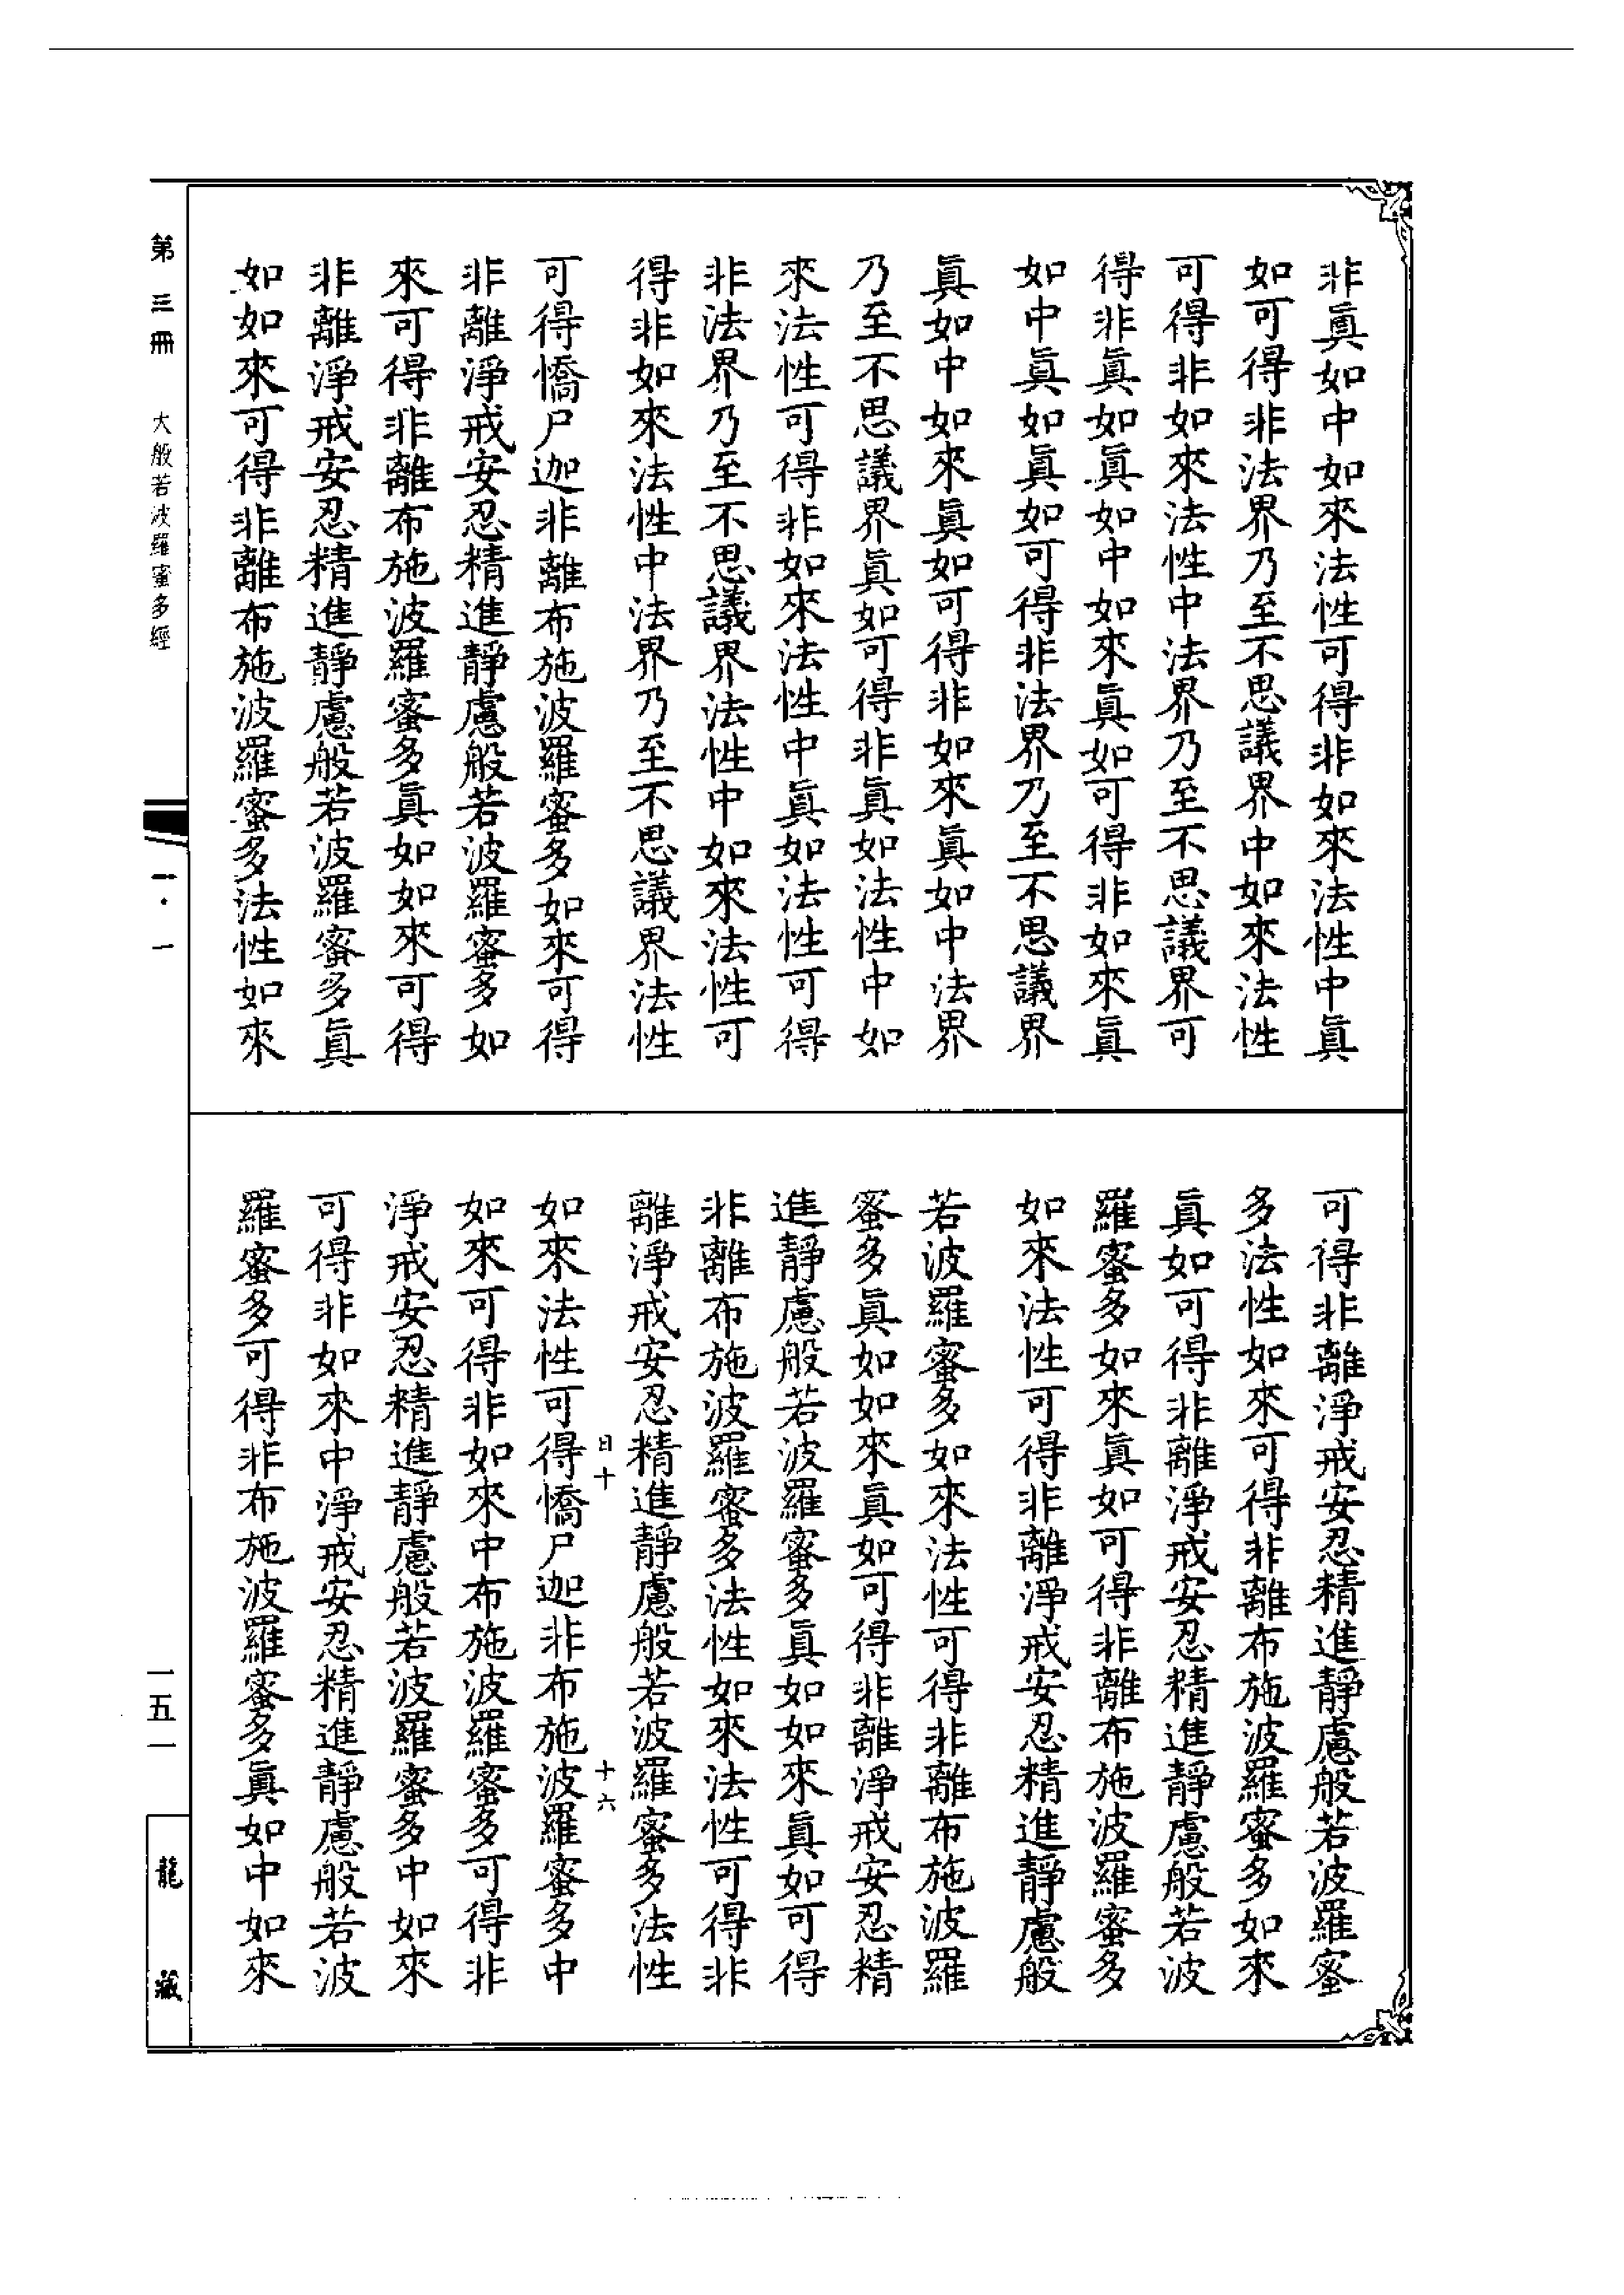 非眞如中如來法性可得非如來法性中眞
如可得非法界乃至不思議界中如來法性
可得非如來法性中法界乃至不思議界可
得非眞如眞如中如來眞如可得非如來眞
如中眞如眞如可得非法界乃至不思議界
眞如中如來眞如可得非如來眞如中法界
乃至不思議界眞如可得非眞如法性中如
來法性可得非如來法性中眞如法性可得
非法界乃至不思議界法性中如來法性可
得非如來法性中法界乃至不思議界法性
可得憍尸迦非離布施波羅蜜多如來可得
非離淨戒安忍精進靜慮般若波羅蜜多如
來可得非離布施波羅蜜多眞如如來可得
非離淨戒安忍精進靜慮般若波羅蜜多眞
如如來可得非離布施波羅蜜多法性如來
可得非離淨戒安忍精進靜慮般若波羅蜜
多法性如來可得非離布施波羅蜜多如來
眞如可得非離淨戒安忍精進靜慮般若波
羅蜜多如來眞如可得非離布施波羅蜜多
如來法性可得非離淨戒安忍精進靜慮般
若波羅蜜多如來法性可得非離布施波羅
蜜多眞如如來眞如可得非離淨戒安忍精
進靜慮般若波羅蜜多眞如如來眞如可得
非離布施波羅蜜多法性如來法性可得非
離淨戒安忍精進靜慮般若波羅蜜多法性
日十 十六
如來法性可得憍尸迦非布施波羅蜜多中
如來可得非如來中布施波羅蜜多可得非
淨戒安忍精進靜慮般若波羅蜜多中如來
可得非如來中淨戒安忍精進靜慮般若波
羅蜜多可得非布施波羅蜜多眞如中如來
第三冊 大般若波羅蜜多經 一·一 一五一 龍藏